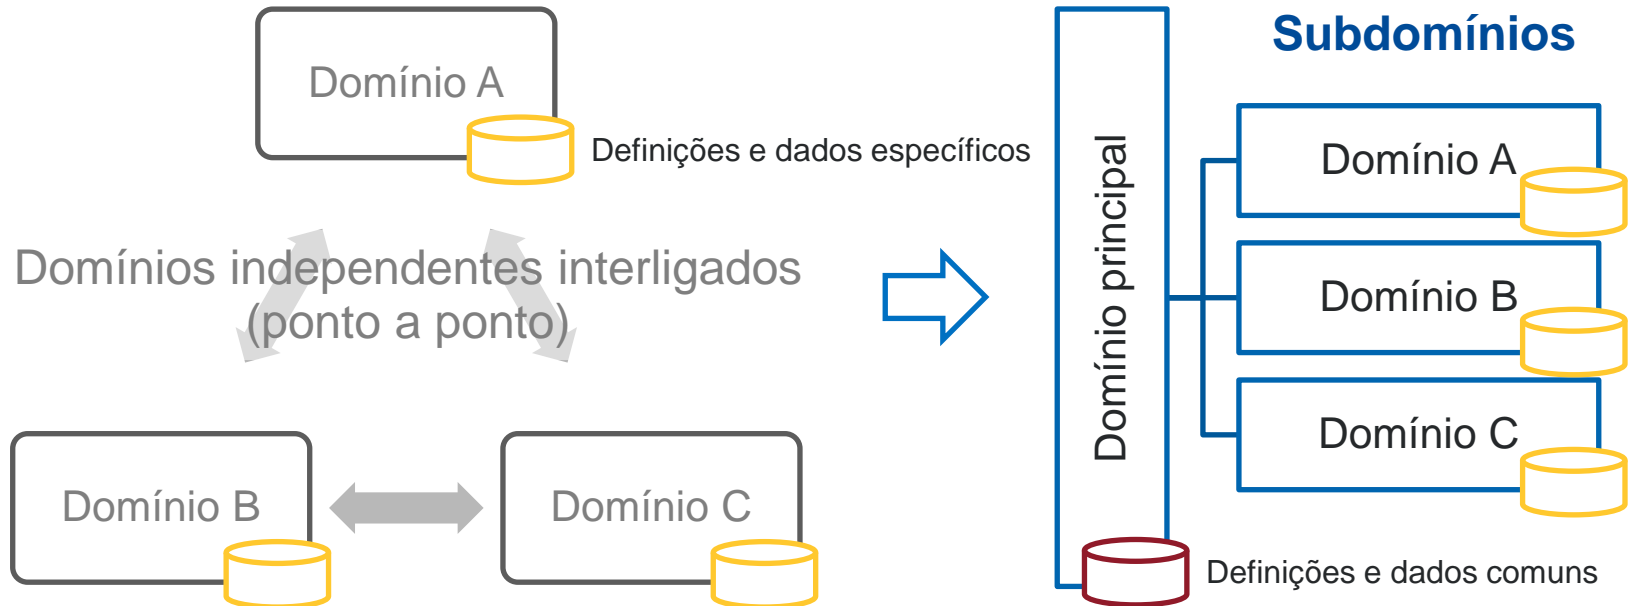 Domínio A
Definições e dados específicos
Domínios independentes interligados
(ponto a ponto)
Domínio B
Domínio C
Subdomínios
Domínio principal
Domínio A
Domínio B
Domínio C
Definições e dados comuns